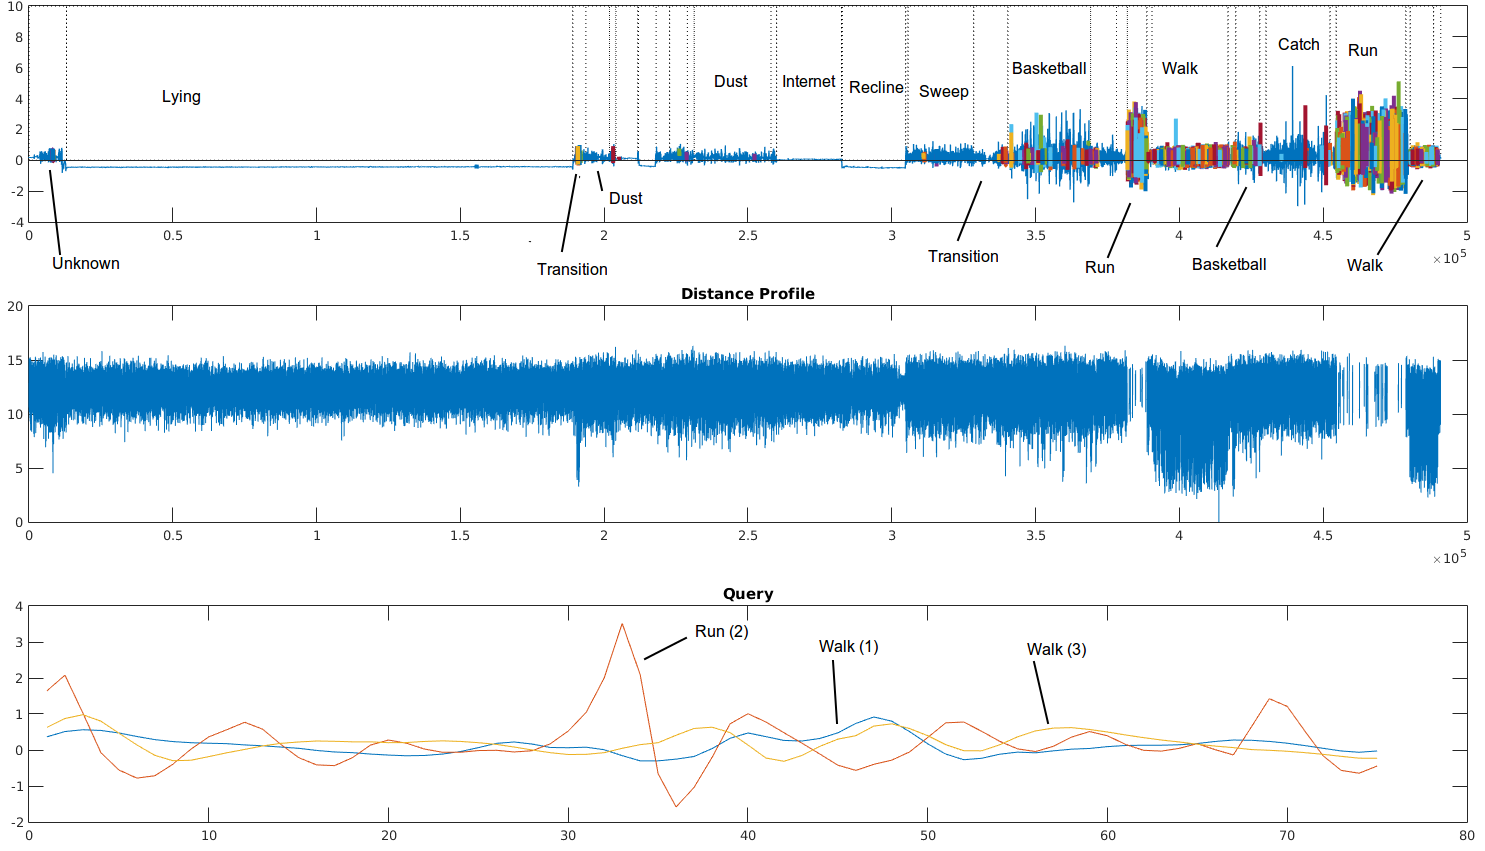 10
8
6
4
2
0
-2
-4
Lying
Dust
Internet
Recline
Sweep
Basketball
Walk
Catch
Run
Unknown
Transition
Dust
Transition
Run
Basketball
Walk
0 0.5 1 1.5 2 2.5 3 3.5 4 4.5 5
×10^5
Distance Profile
20
15
10
5
0
0 0.5 1 1.5 2 2.5 3 3.5 4 4.5 5
×10^5
Query
4
3
2
1
0
-1
-2
Run (2)
Walk (1)
Walk (3)
0 10 20 30 40 50 60 70 80